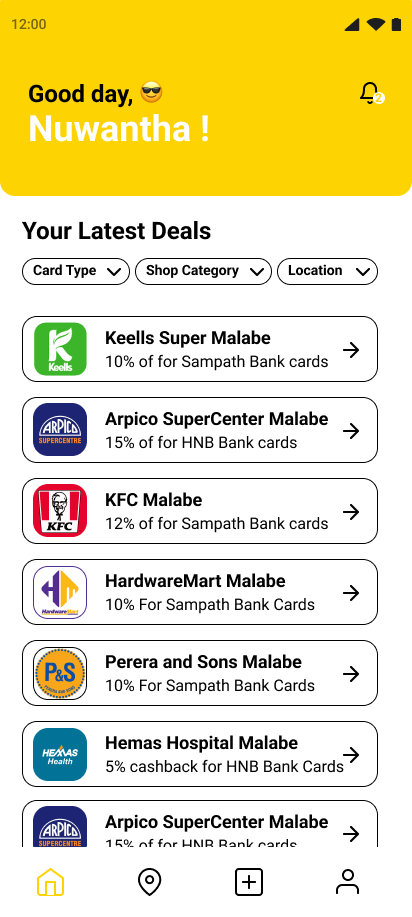 12:00
Good day, 😎
2
Nuwantha !
Your Latest Deals
Card Type
Shop Category
Location
Keells
Keells Super Malabe
10% of for Sampath Bank cards
ARPICO
SUPERCENTRE
Arpico SuperCenter Malabe
15% of for HNB Bank cards
KFC
KFC Malabe
12% of for Sampath Bank cards
HardwareMart
HardwareMart Malabe
10% For Sampath Bank Cards
P&S
PERERA AND SONS
Perera and Sons Malabe
10% For Sampath Bank Cards
HEMAS
Health
Hemas Hospital Malabe
5% cashback for HNB Bank Cards
ARPICO
SUPERCENTRE
Arpico SuperCenter Malabe
15% of for HNB Bank cards